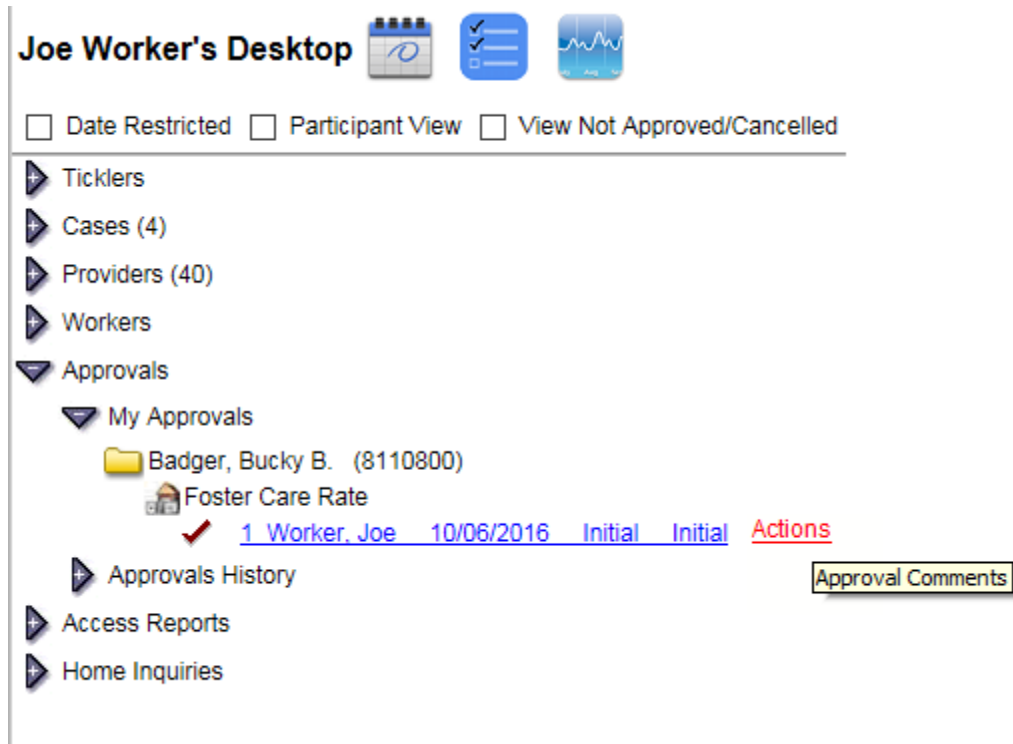 Joe Worker's Desktop
Date Restricted Participant View View Not Approved/Cancelled
Ticklers
Cases (4)
Providers (40)
Workers
Approvals
My Approvals
Badger, Bucky B. (8110800)
Foster Care Rate
1 Worker, Joe 10/06/2016 Initial Initial Actions
Approvals History
Approval Comments
Access Reports
Home Inquiries